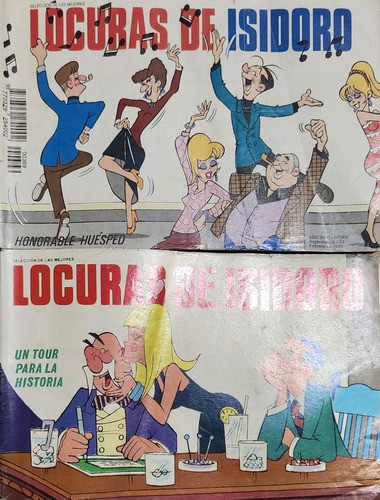 SELECCION DE LAS MEJORES
LOCURAS DE ISIDORO
HONORABLE HUÉSPED
SELECCION DE LAS MEJORES
LOCURAS DE ISIDORO
UN TOUR
PARA LA
HISTORIA